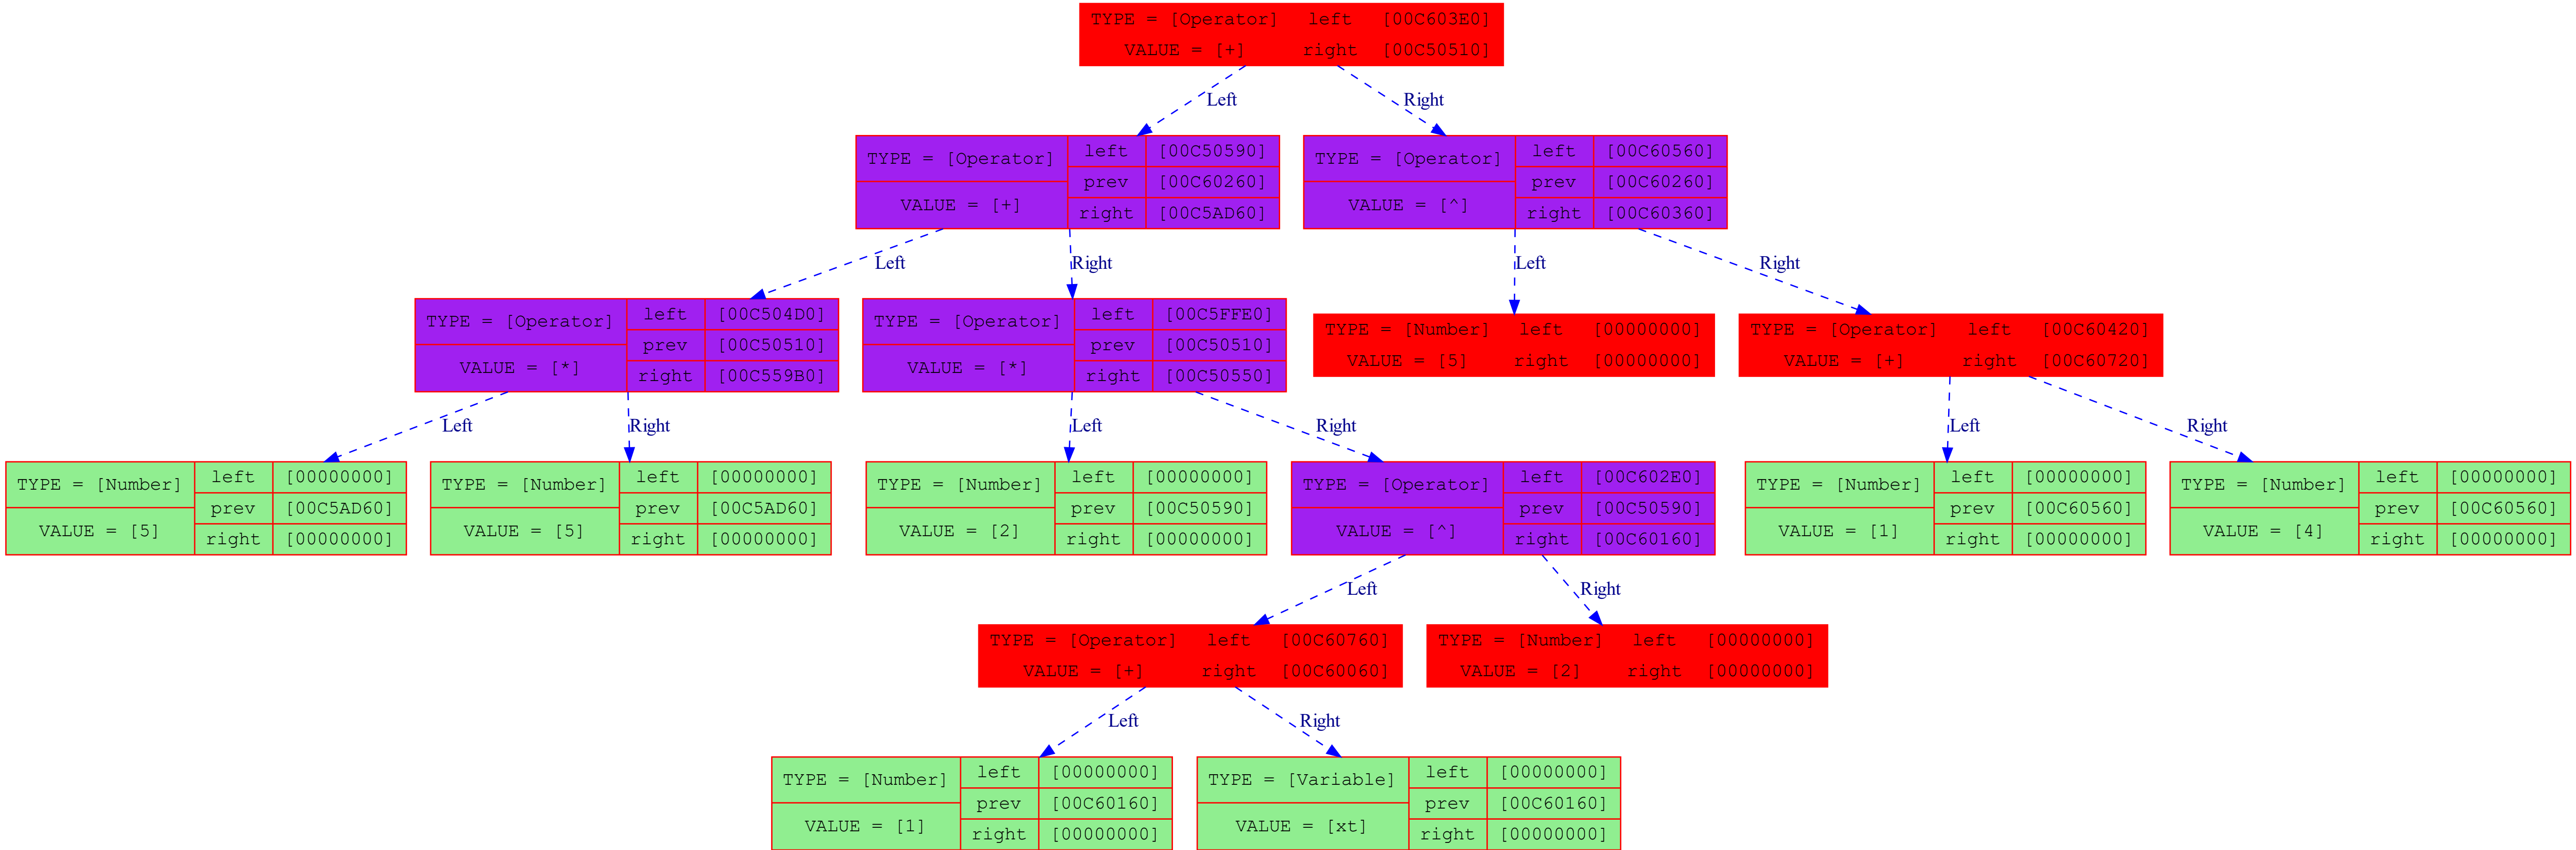 TYPE = [Operator] left [00C603E0]
VALUE = [+] right [00C50510]
Left Right
TYPE = [Operator] left [00C50590]
prev [00C60260]
VALUE = [+] right [00C5AD60]
TYPE = [Operator] left [00C60560]
prev [00C60260]
VALUE = [^] right [00C60360]
Left Right Left Right
TYPE = [Operator] left [00C504D0]
prev [00C50510]
VALUE = [*] right [00C559B0]
TYPE = [Operator] left [00C5FFE0]
prev [00C50510]
VALUE = [*] right [00C50550]
TYPE = [Number] left [00000000]
VALUE = [5] right [00000000]
TYPE = [Operator] left [00C60420]
VALUE = [+] right [00C60720]
Left Right Left Right Left Right
TYPE = [Number] left [00000000]
prev [00C5AD60]
VALUE = [5] right [00000000]
TYPE = [Number] left [00000000]
prev [00C5AD60]
VALUE = [5] right [00000000]
TYPE = [Number] left [00000000]
prev [00C50590]
VALUE = [2] right [00000000]
TYPE = [Operator] left [00C602E0]
prev [00C50590]
VALUE = [^] right [00C60160]
TYPE = [Number] left [00000000]
prev [00C60560]
VALUE = [1] right [00000000]
TYPE = [Number] left [00000000]
prev [00C60560]
VALUE = [4] right [00000000]
Left Right
TYPE = [Operator] left [00C60760]
VALUE = [+] right [00C60060]
TYPE = [Number] left [00000000]
VALUE = [2] right [00000000]
Left Right
TYPE = [Number] left [00000000]
prev [00C60160]
VALUE = [1] right [00000000]
TYPE = [Variable] left [00000000]
prev [00C60160]
VALUE = [xt] right [00000000]